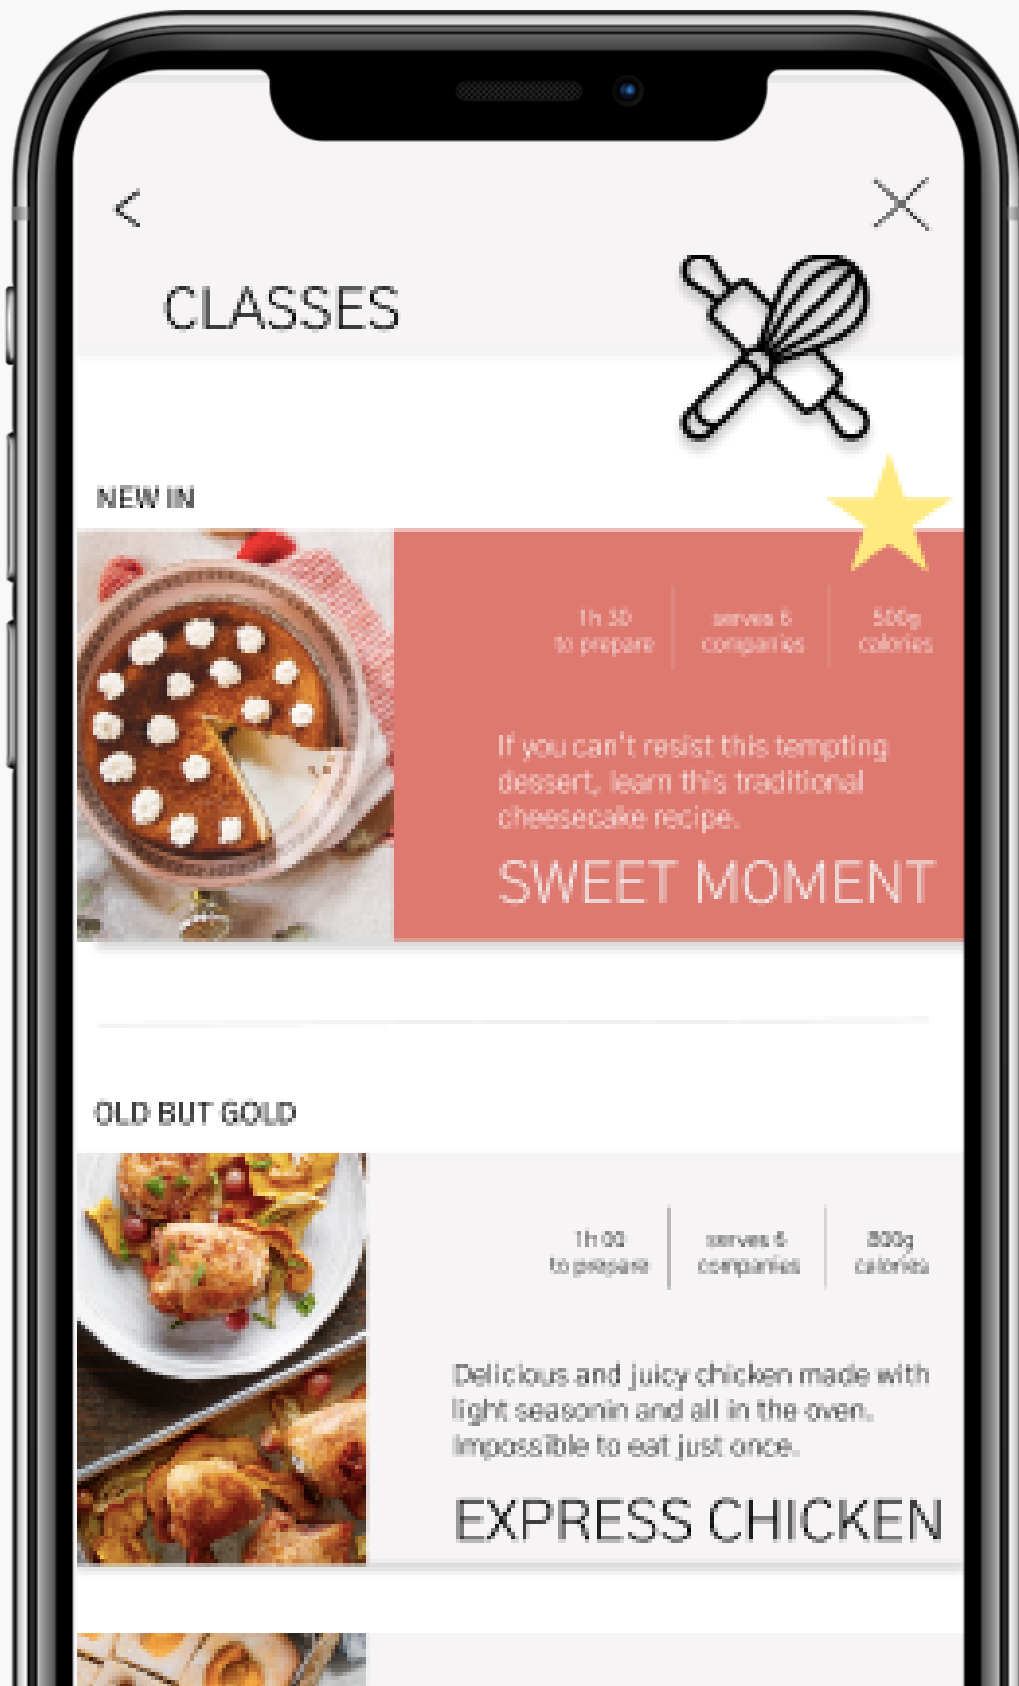 <
CLASSES
NEW IN
1h 30
to prepare
serves 6
companies
500g
calories
If you can't resist this tempting
dessert, learn this traditional
cheesecake recipe.
SWEET MOMENT
OLD BUT GOLD
1h 00
to prepare
serves 6
companies
800g
calories
Delicious and juicy chicken made with
light seasonin and all in the oven.
Impossible to eat just once.
EXPRESS CHICKEN